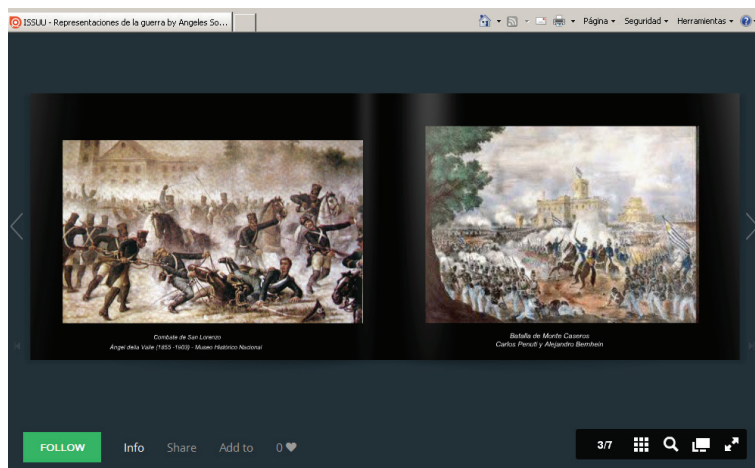 ISSUU - Representaciones de la guerra by Angeles So...
Página
Seguridad
Herramientas
Combate de San Lorenzo
Ángel della Valle (1855 -1903) - Museo Histórico Nacional
Batalla de Monte Caseros
Carlos Penuti y Alejandro Bernhein
FOLLOW
Info
Share
Add to
0
3/7